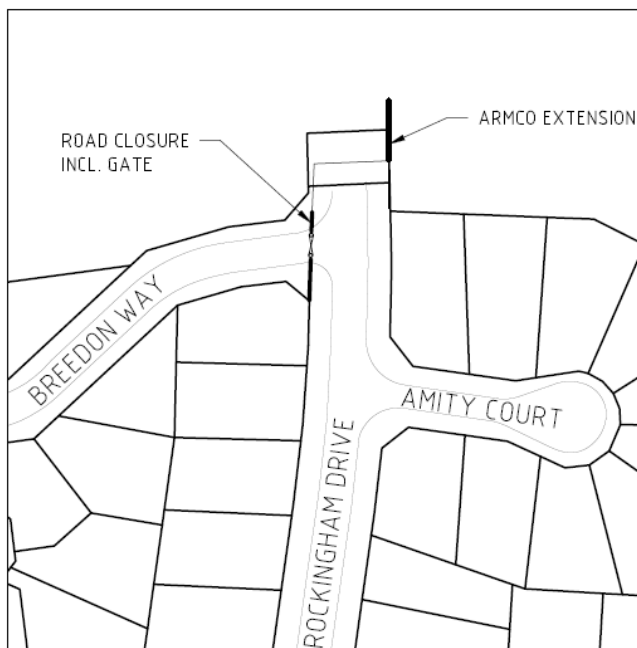 ROAD CLOSURE
INCL. GATE
ARMCO EXTENSION
BREEDON WAY
AMITY COURT
ROCKINGHAM DRIVE